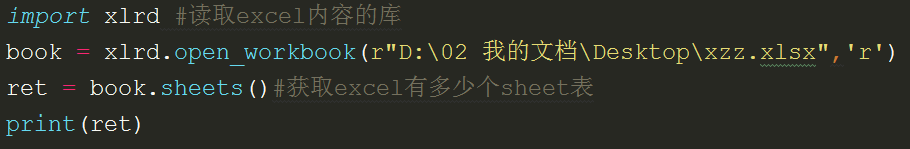 import xlrd #读取excel内容的库
book = xlrd.open_workbook(r"D:\02 我的文档\Desktop\xzz.xlsx",'r')
ret = book.sheets()#获取excel有多少个sheet表
print(ret)